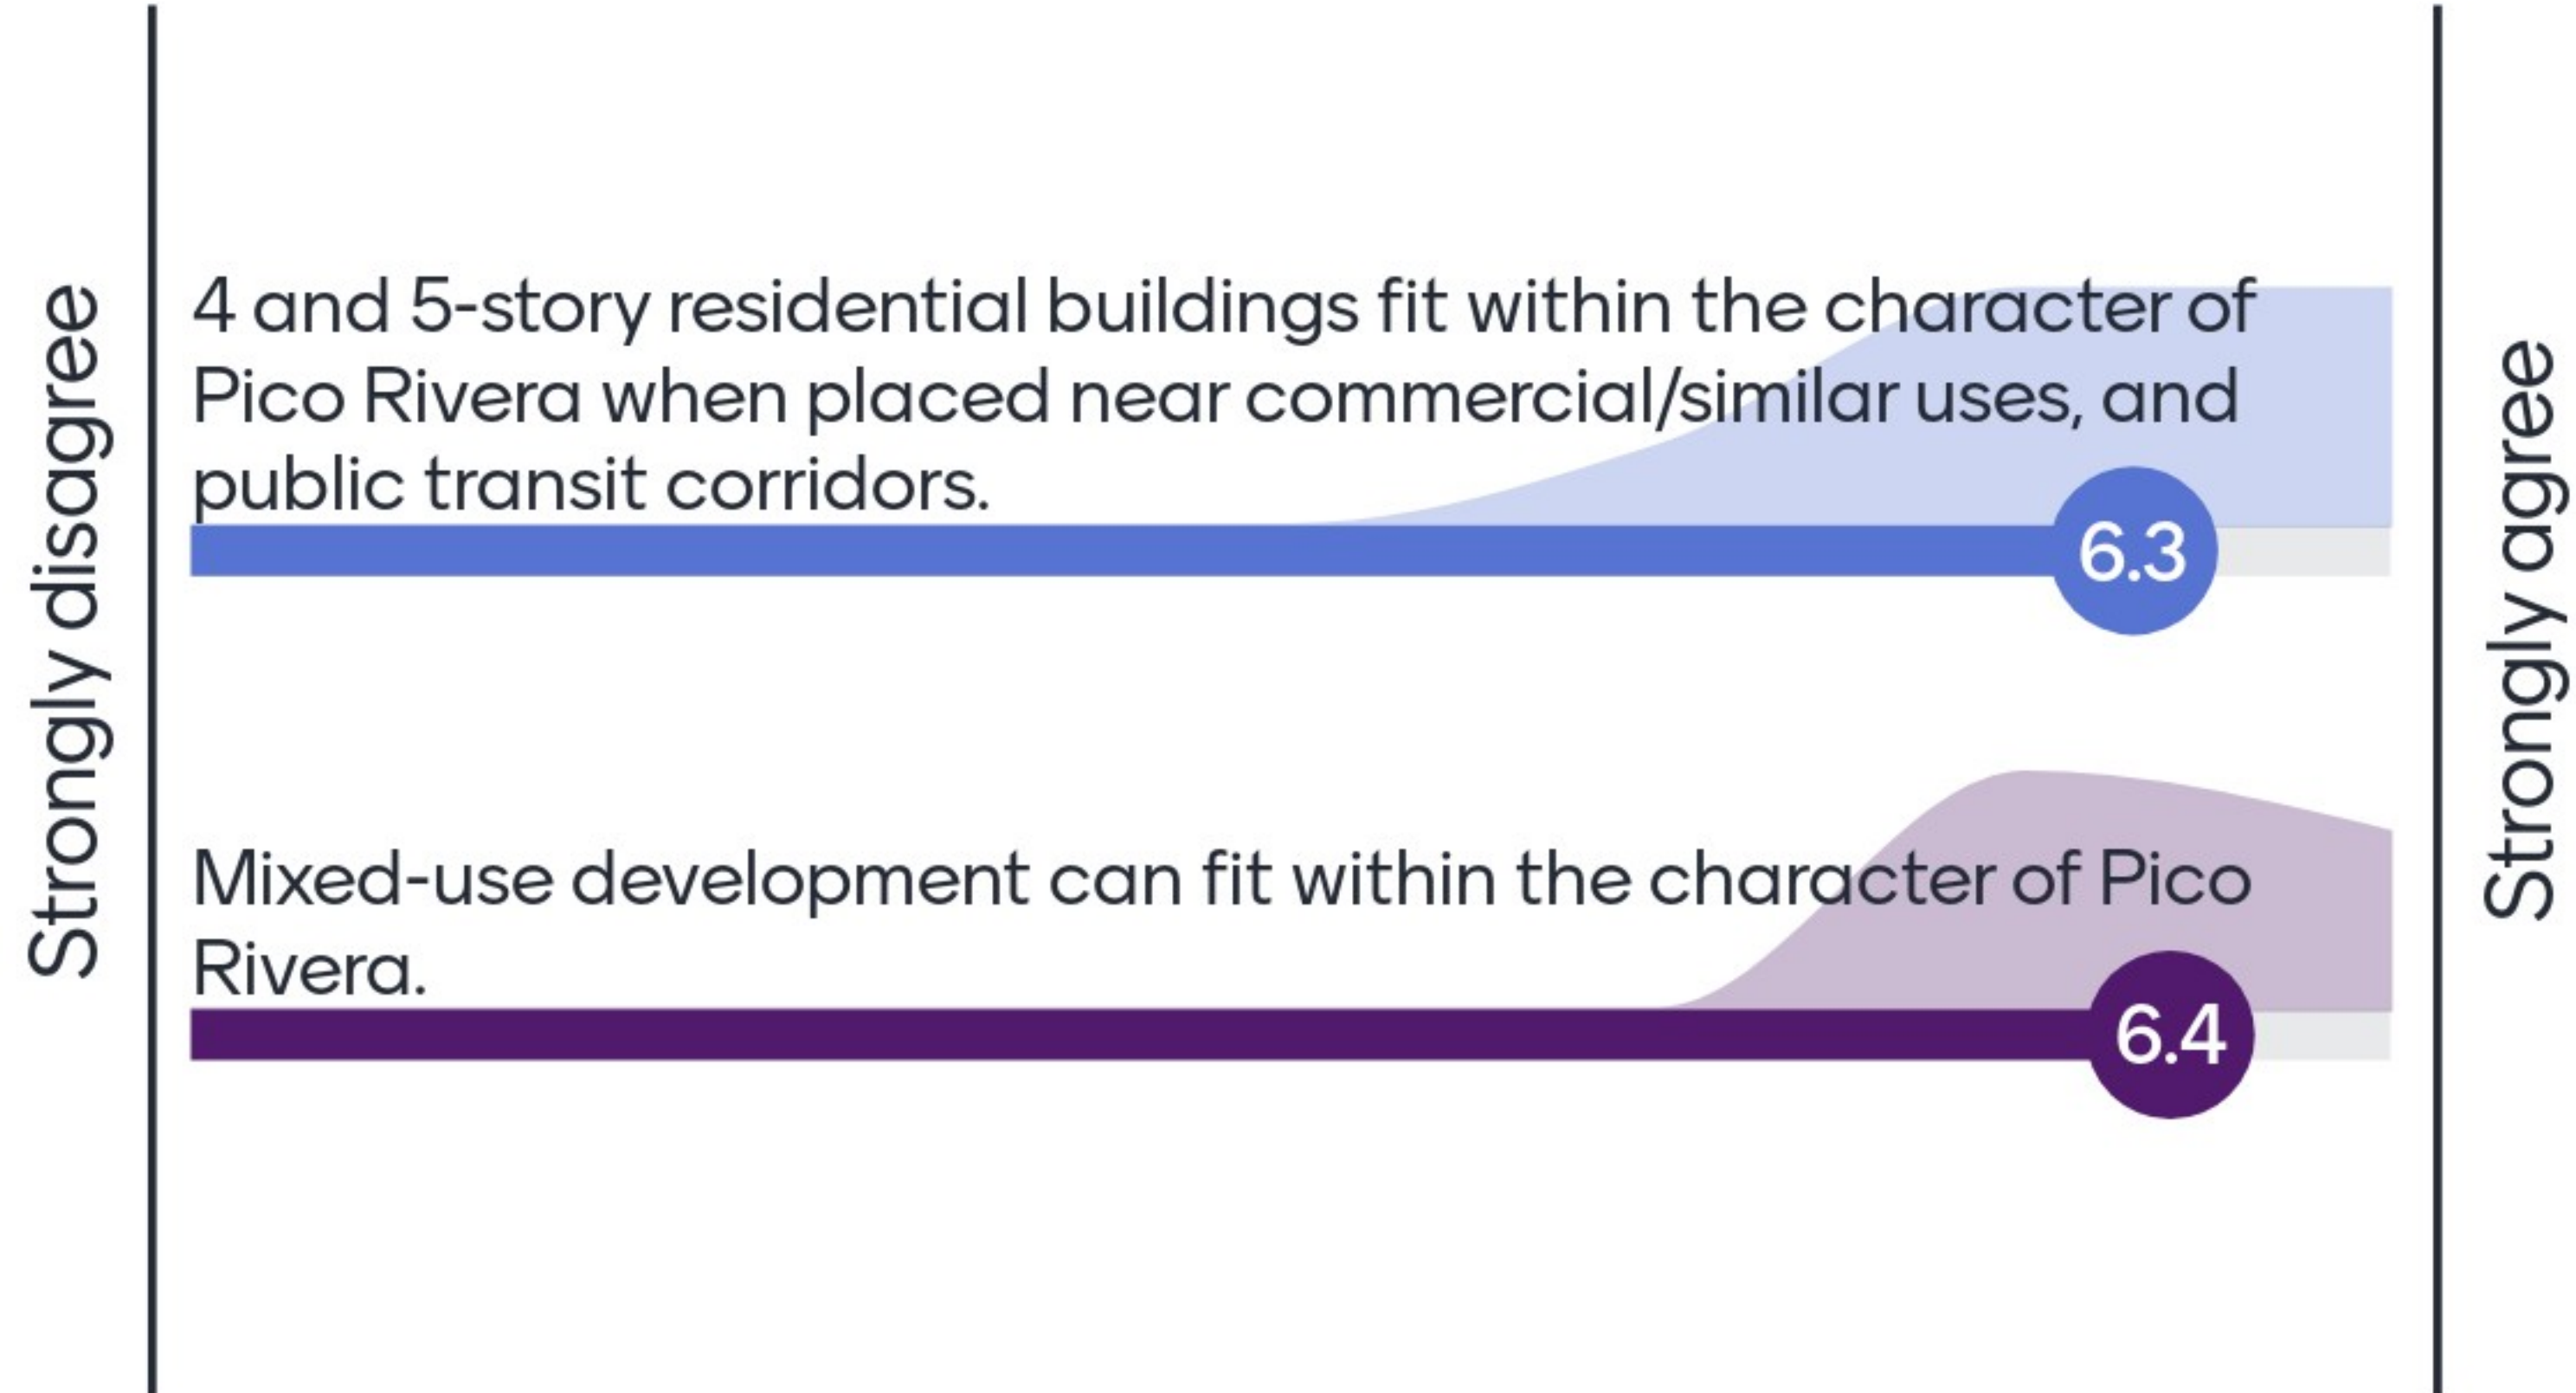 Strongly disagree
4 and 5-story residential buildings fit within the character of
Pico Rivera when placed near commercial/similar uses, and
public transit corridors.
6.3
Mixed-use development can fit within the character of Pico
Rivera.
6.4
Strongly agree